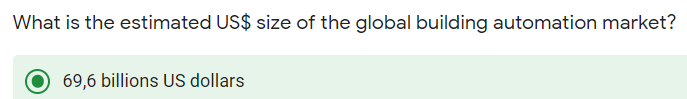 What is the estimated US$ size of the global building automation market?
69,6 billions US dollars